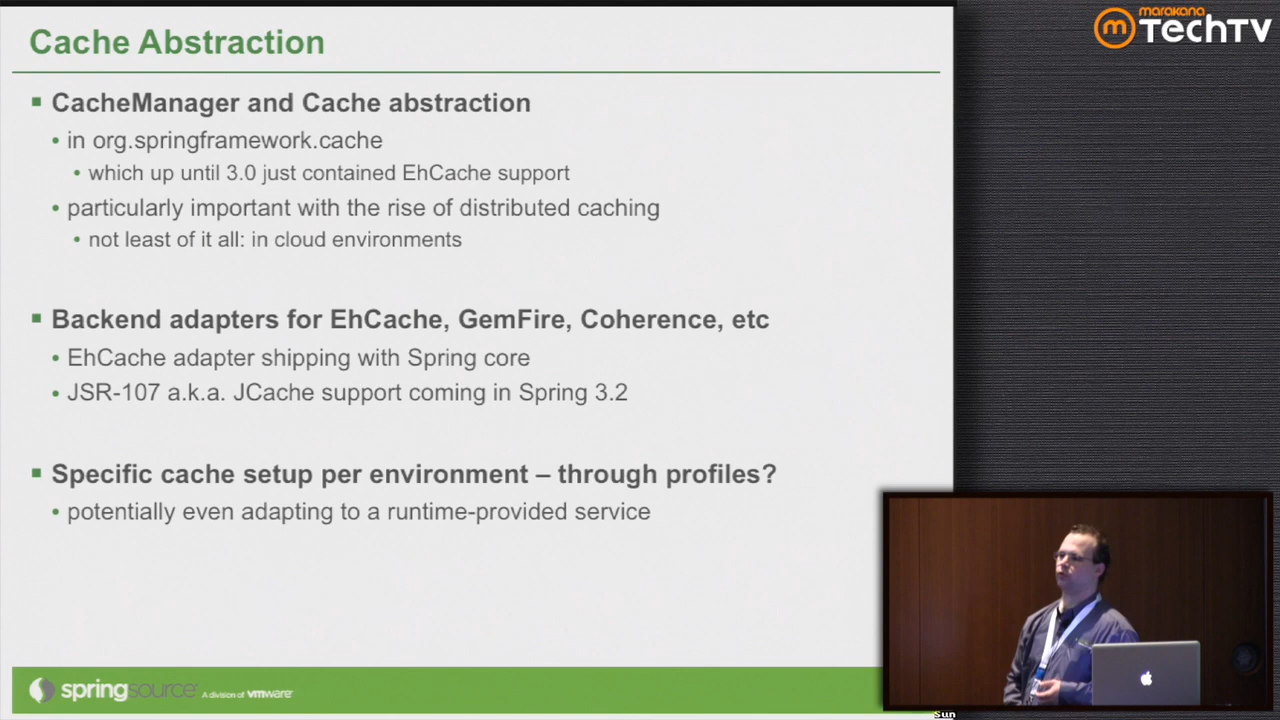 Cache Abstraction
marakana
TechTV
CacheManager and Cache abstraction
in org.springframework.cache
which up until 3.0 just contained EhCache support
particularly important with the rise of distributed caching
not least of it all: in cloud environments
Backend adapters for EhCache, GemFire, Coherence, etc
EhCache adapter shipping with Spring core
JSR-107 a.k.a. JCache support coming in Spring 3.2
Specific cache setup per environment – through profiles?
potentially even adapting to a runtime-provided service
springsource A division of vmware
Sun